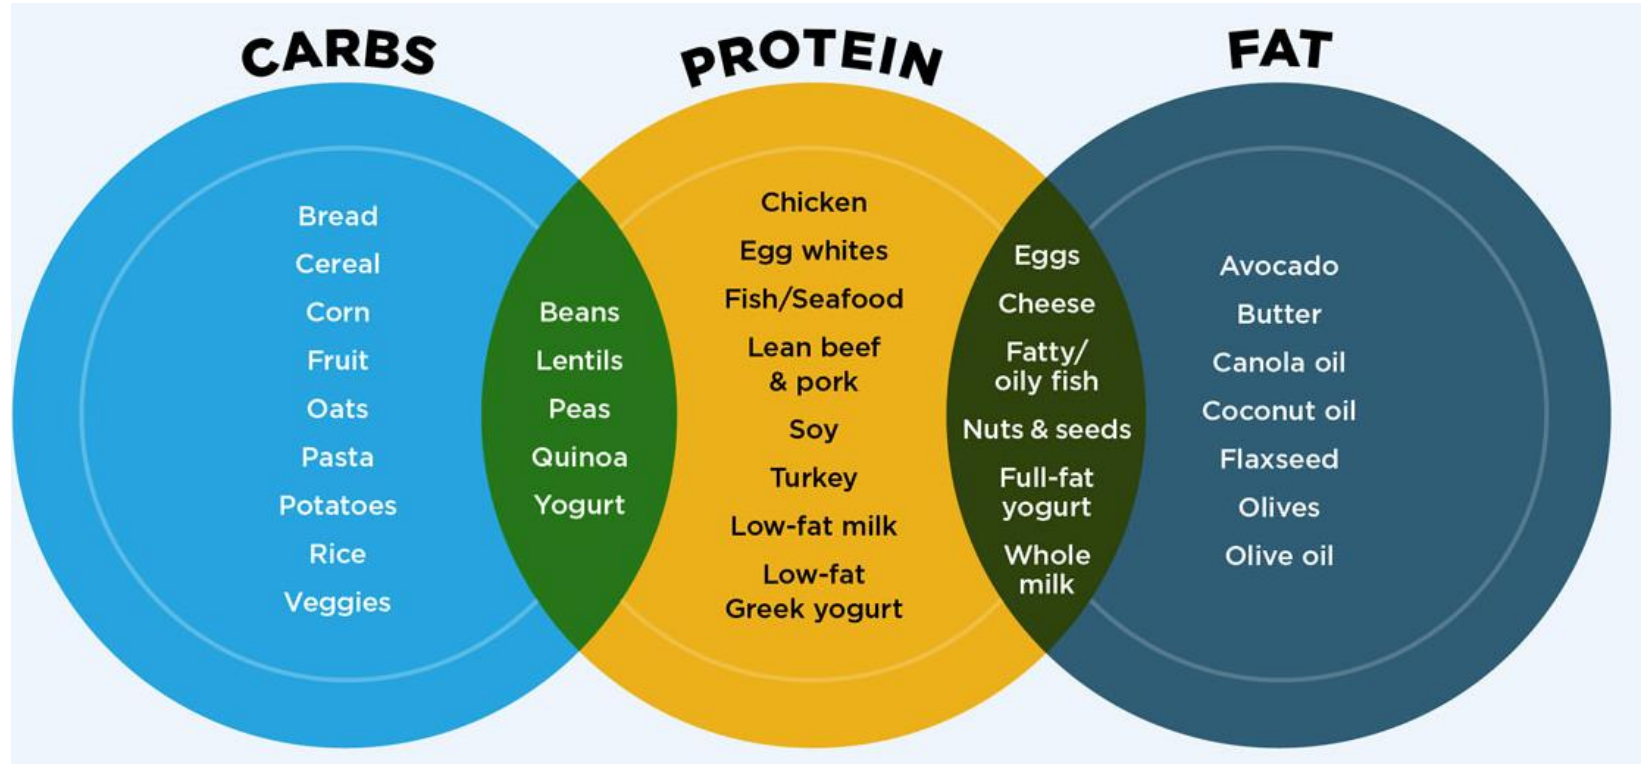 CARBS
PROTEIN
FAT
Bread
Cereal
Corn
Fruit
Oats
Pasta
Potatoes
Rice
Veggies
Beans
Lentils
Peas
Quinoa
Yogurt
Chicken
Egg whites
Fish/Seafood
Lean beef
& pork
Soy
Turkey
Low-fat milk
Low-fat
Greek yogurt
Eggs
Cheese
Fatty/
oily fish
Nuts & seeds
Full-fat
yogurt
Whole
milk
Avocado
Butter
Canola oil
Coconut oil
Flaxseed
Olives
Olive oil